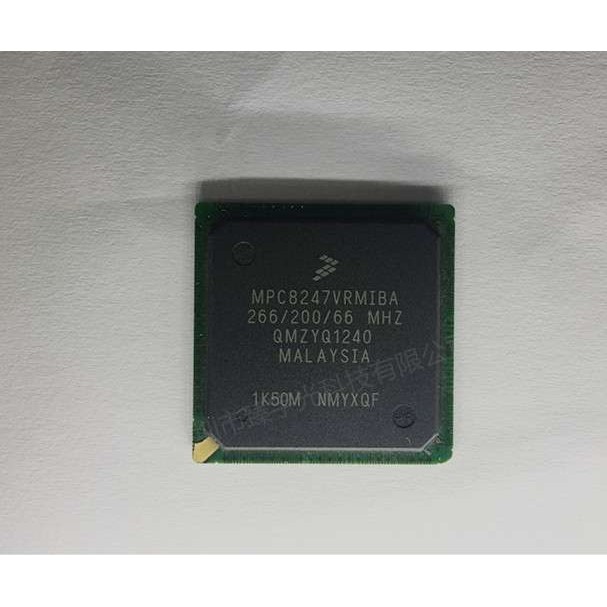 MPC8247VRMIBA
266/200/66 MHZ
QMZYQ1240
MALAYSIA
1K50M NMYXQF